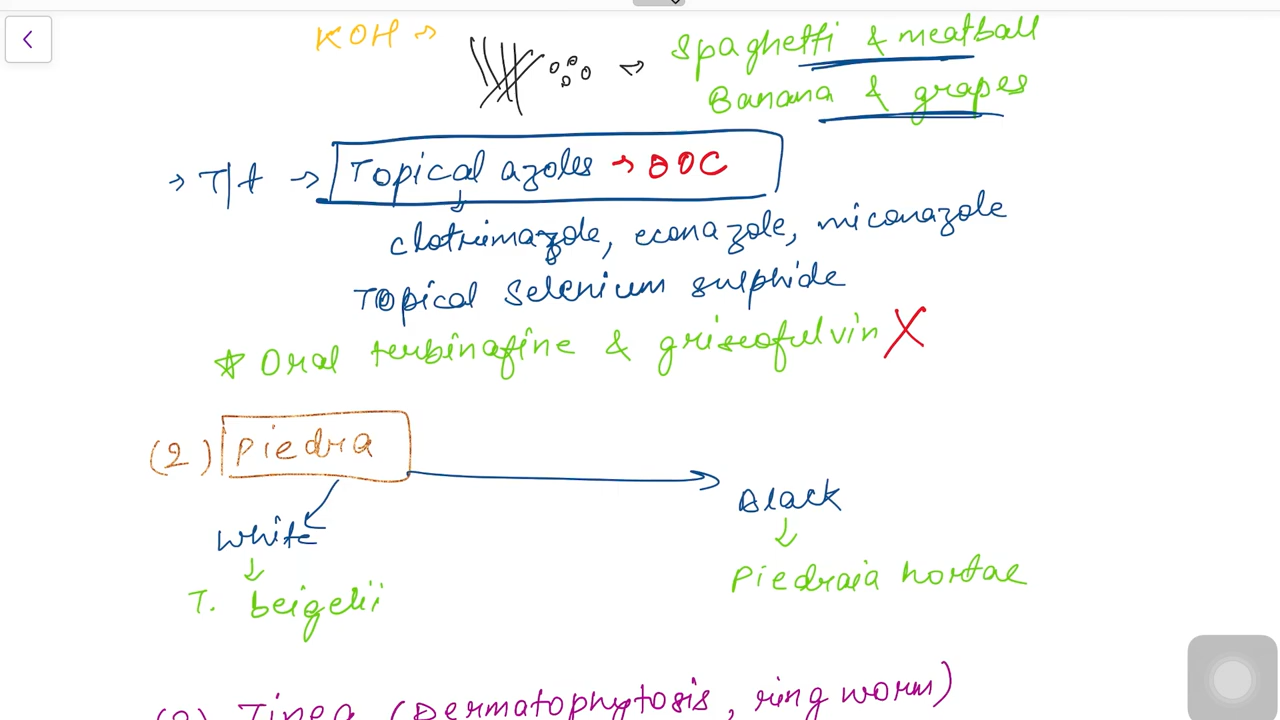 KOH →
Spaghetti & meatball
Banana & grapes
→ T/t → Topical azoles → DOC
clotrimazole, econazole, miconazole
Topical Selenium sulphide
* Oral terbinafine & griseofulvin X
(2) Piedra
White
Black
T. beigelii
Piedraia hortae
Tinea (Dermatophytosis, ring worm)